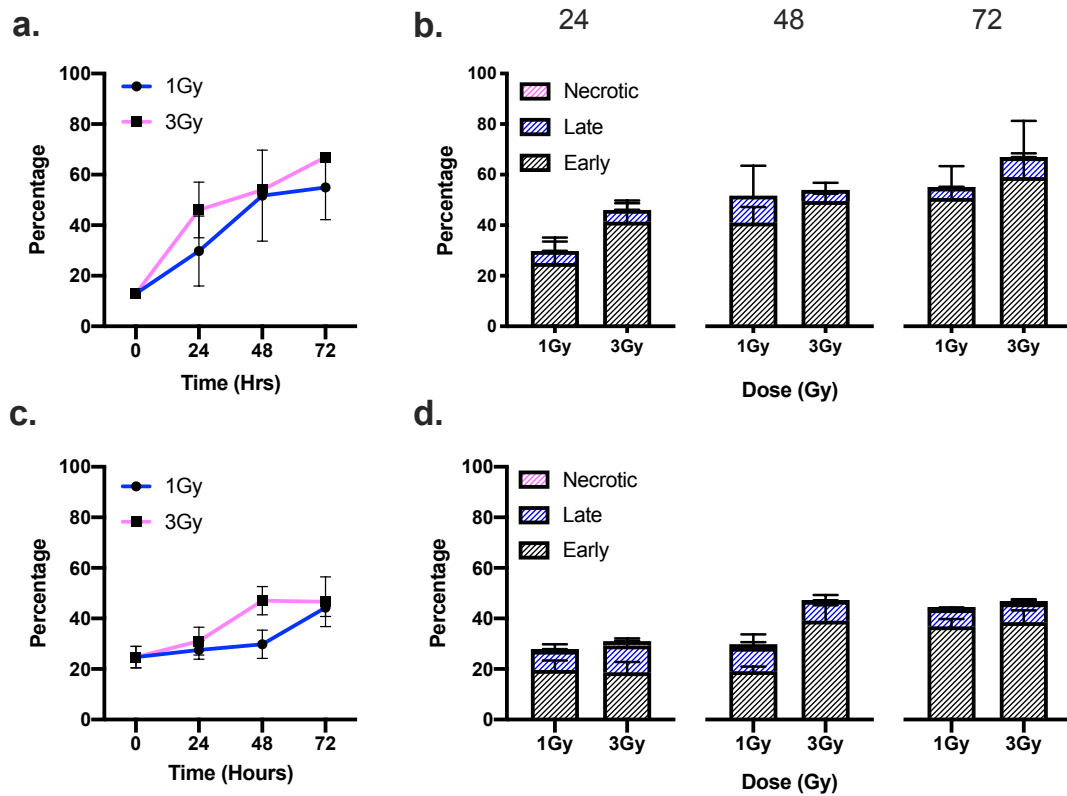 a.
100
80
60
40
20
0
Percentage
1Gy
3Gy
0 24 48 72
Time (Hrs)
b.
24 48 72
100
80
60
40
20
0
Percentage
Necrotic
Late
Early
1Gy 3Gy 1Gy 3Gy 1Gy 3Gy
Dose (Gy)
c.
100
80
60
40
20
0
Percentage
1Gy
3Gy
0 24 48 72
Time (Hours)
d.
100
80
60
40
20
0
Percentage
Necrotic
Late
Early
1Gy 3Gy 1Gy 3Gy 1Gy 3Gy
Dose (Gy)